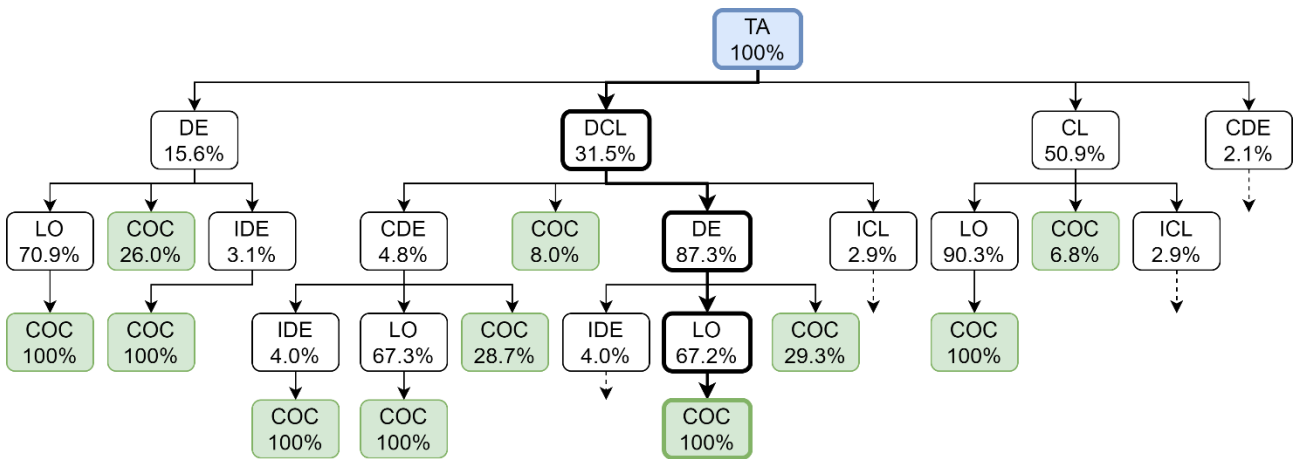 TA
100%
DE
15.6%
DCL
31.5%
CL
50.9%
CDE
2.1%
LO
70.9%
COC
26.0%
IDE
3.1%
CDE
4.8%
COC
8.0%
DE
87.3%
ICL
2.9%
LO
90.3%
COC
6.8%
ICL
2.9%
COC
100%
COC
100%
IDE
4.0%
LO
67.3%
COC
28.7%
IDE
4.0%
LO
67.2%
COC
29.3%
COC
100%
COC
100%
COC
100%
COC
100%